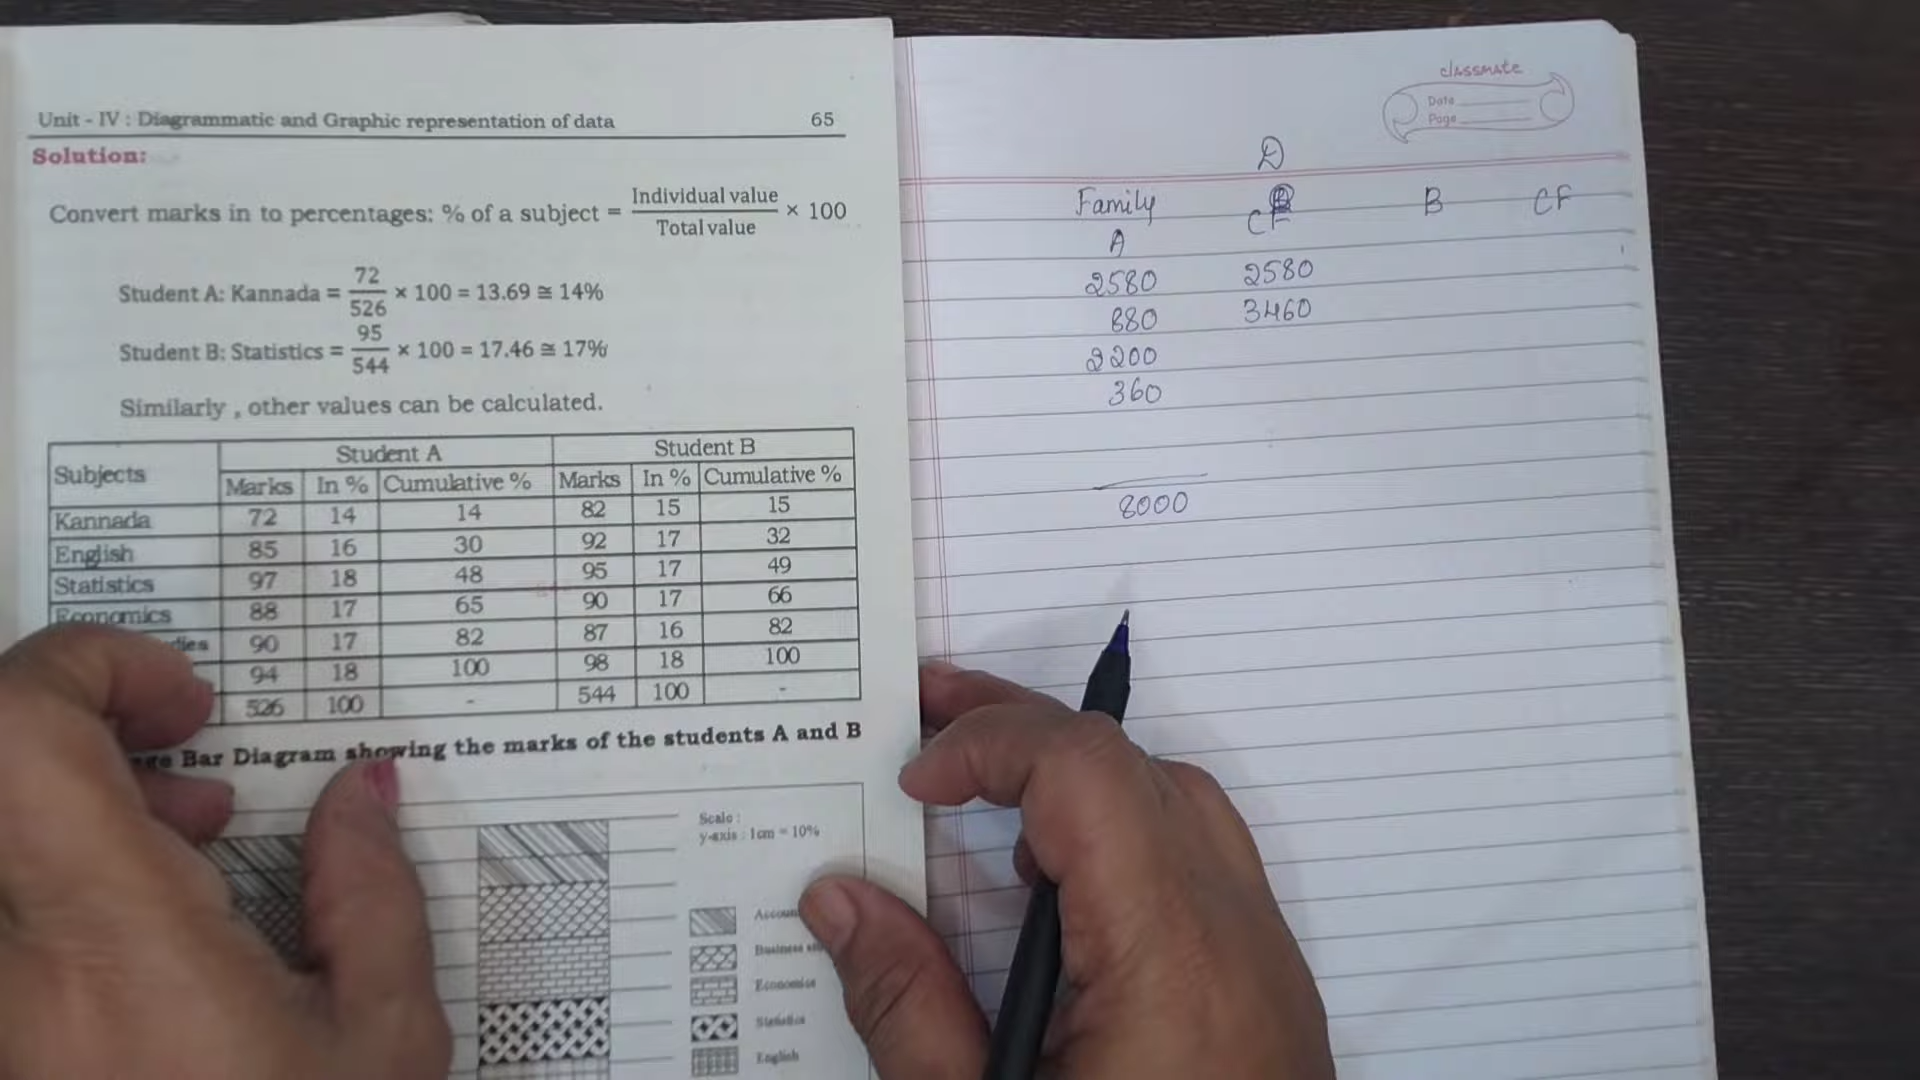 Unit - IV : Diagrammatic and Graphic representation of data 65
Solution:
Convert marks in to percentages: % of a subject = Individual value / Total value × 100
Student A: Kannada = 72/526 × 100 = 13.69 ≅ 14%
Student B: Statistics = 95/544 × 100 = 17.46 ≅ 17%
Similarly , other values can be calculated.
Subjects Student A Student B
Marks In % Cumulative % Marks In % Cumulative %
Kannada 72 14 14 82 15 15
English 85 16 30 92 17 32
Statistics 97 18 48 95 17 49
Economics 88 17 65 90 17 66
90 17 82 87 16 82
94 18 100 98 18 100
526 100 - 544 100 -
Bar Diagram showing the marks of the students A and B
Scale :
y-axis : 1cm = 10%
Economics
Statistics
English
classmate
Date
Page
D
Family CF B CF
A
2580 2580
880 3460
2200
360
8000